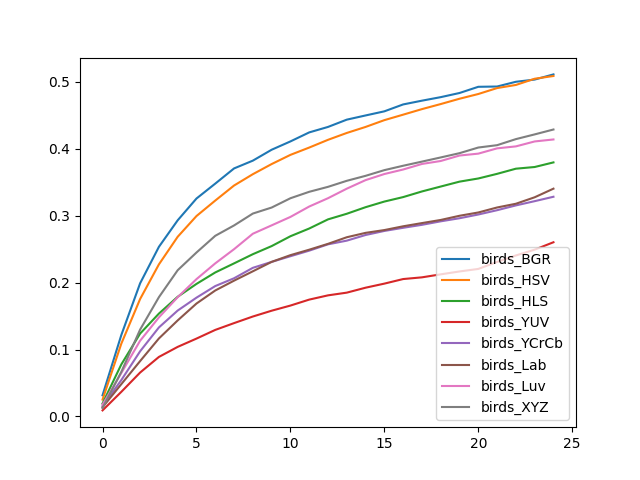 0.5
0.4
0.3
0.2
0.1
0.0
0 5 10 15 20 25
birds_BGR
birds_HSV
birds_HLS
birds_YUV
birds_YCrCb
birds_Lab
birds_Luv
birds_XYZ